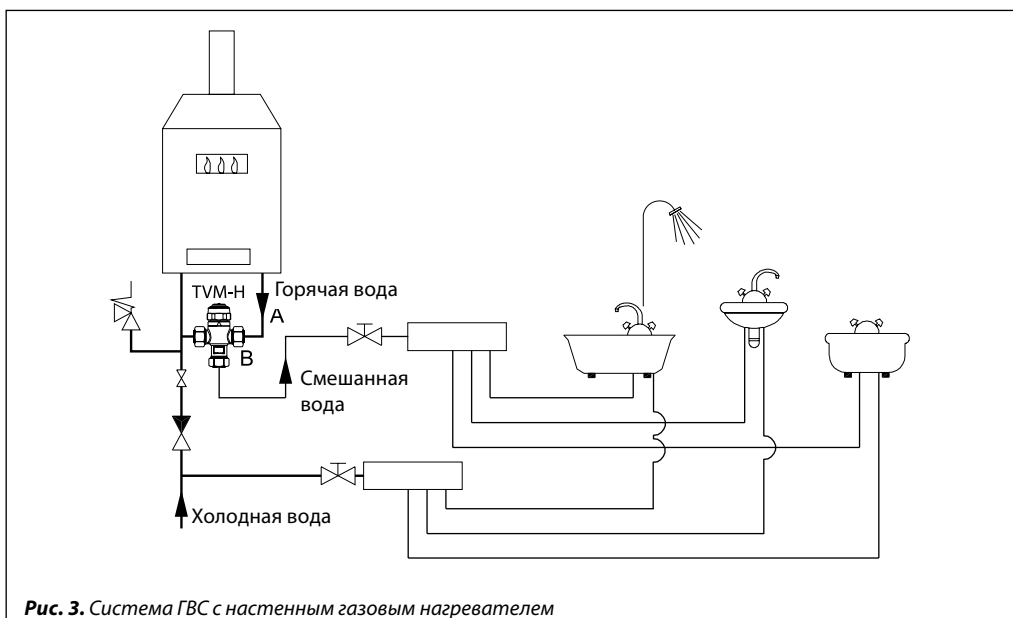 TVM-H
Горячая вода
A
B
Смешанная
вода
Холодная вода
Рис. 3. Система ГВС с настенным газовым нагревателем